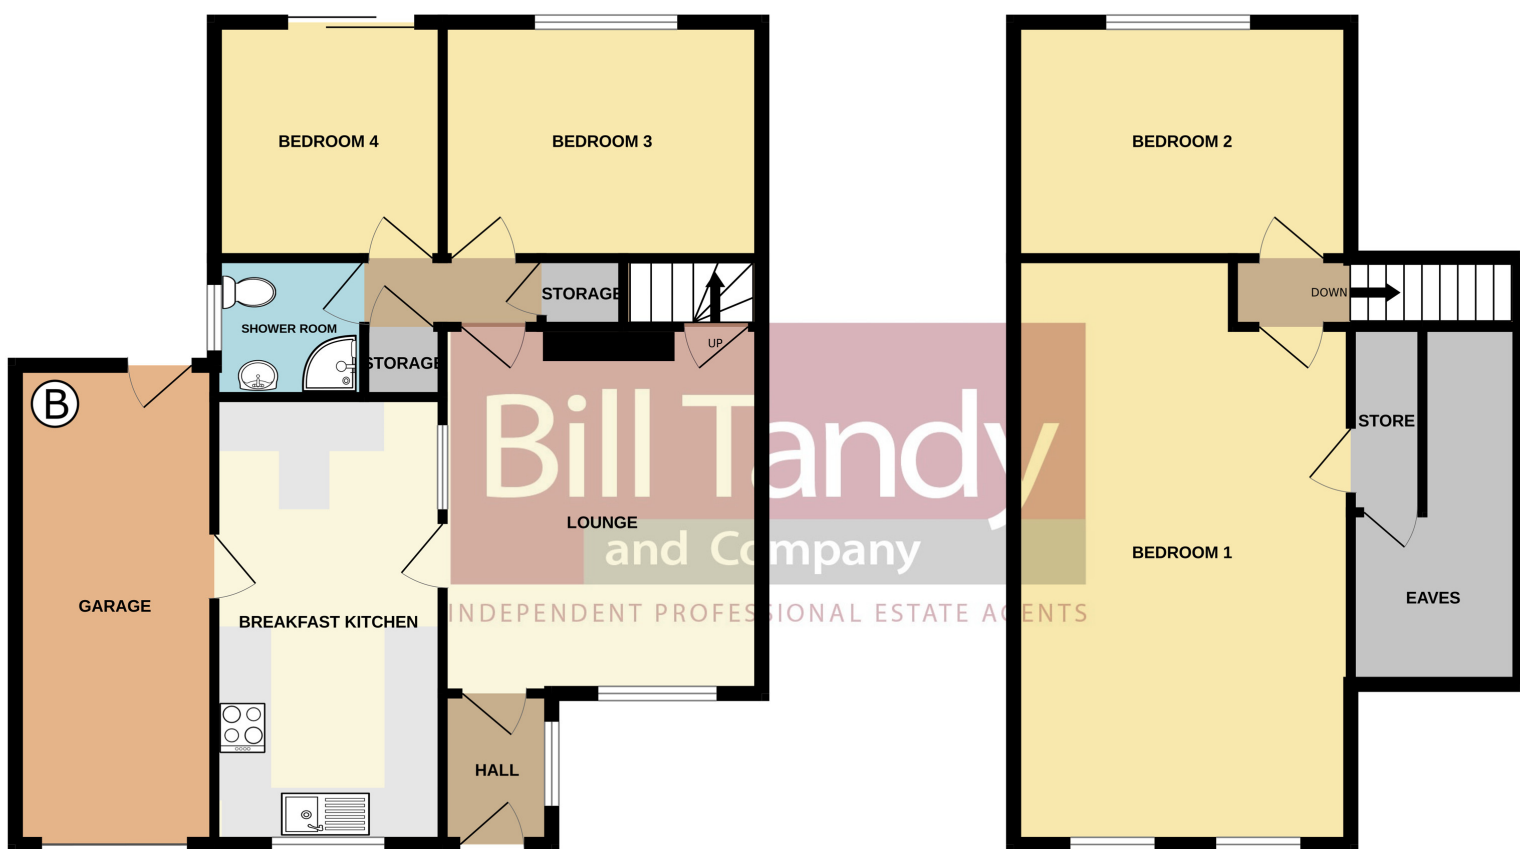 BEDROOM 4
BEDROOM 3
BEDROOM 2
STORAGE
DOWN
SHOWER ROOM
UP
STORAGE
B
Bill Tandy
STORE
LOUNGE
and Company
BEDROOM 1
GARAGE
EAVES
INDEPENDENT PROFESSIONAL ESTATE AGENTS
BREAKFAST KITCHEN
HALL